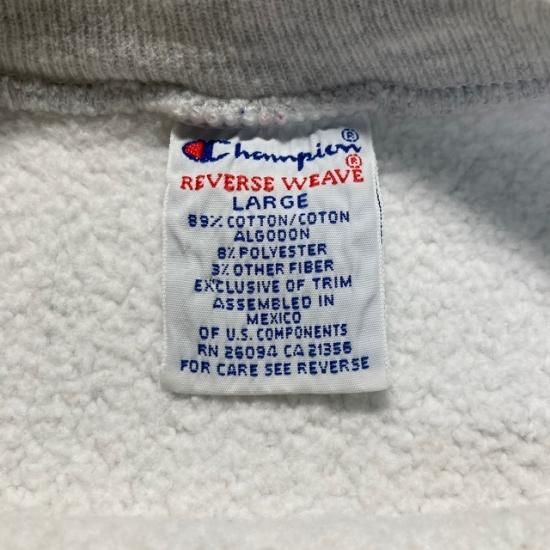 Champion®
REVERSE WEAVE®
LARGE
89% COTTON/COTON
ALGODON
8% POLYESTER
3% OTHER FIBER
EXCLUSIVE OF TRIM
ASSEMBLED IN
MEXICO
OF U.S. COMPONENTS
RN 26094 CA 21356
FOR CARE SEE REVERSE